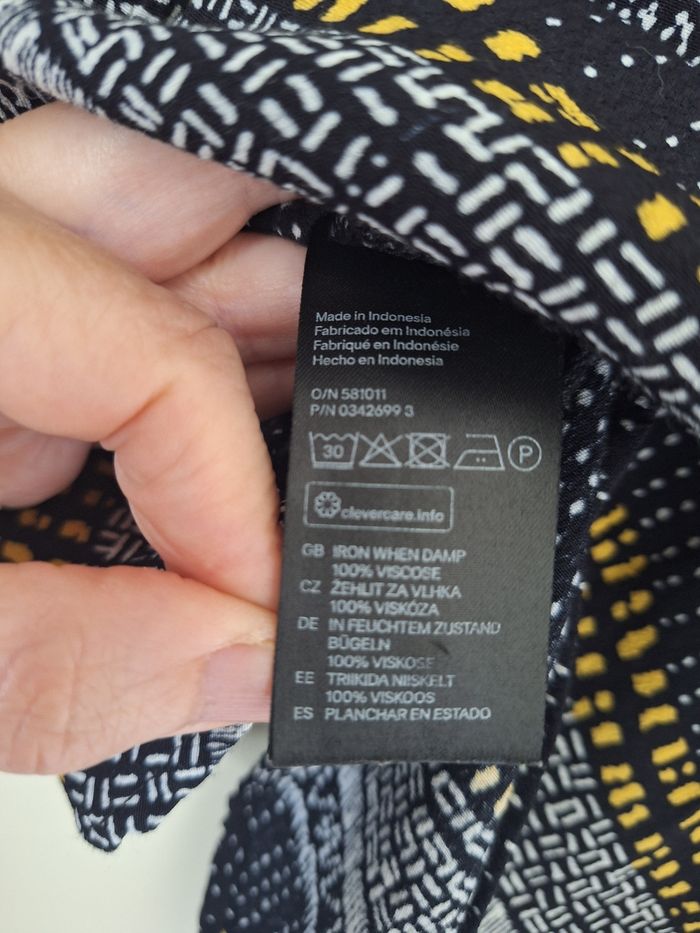 Made in Indonesia
Fabricado em Indonésia
Fabriqué en Indonésie
Hecho en Indonesia
O/N 581011
P/N 0342699 3
30 P
clevercare.info
GB IRON WHEN DAMP
100% VISCOSE
CZ ŽEHLIT ZA VLHKA
100% VISKÓZA
DE IN FEUCHTEM ZUSTAND
BÜGELN
100% VISKOSE
EE TRIIKIDA NIISKELT
100% VISKOOS
ES PLANCHAR EN ESTADO